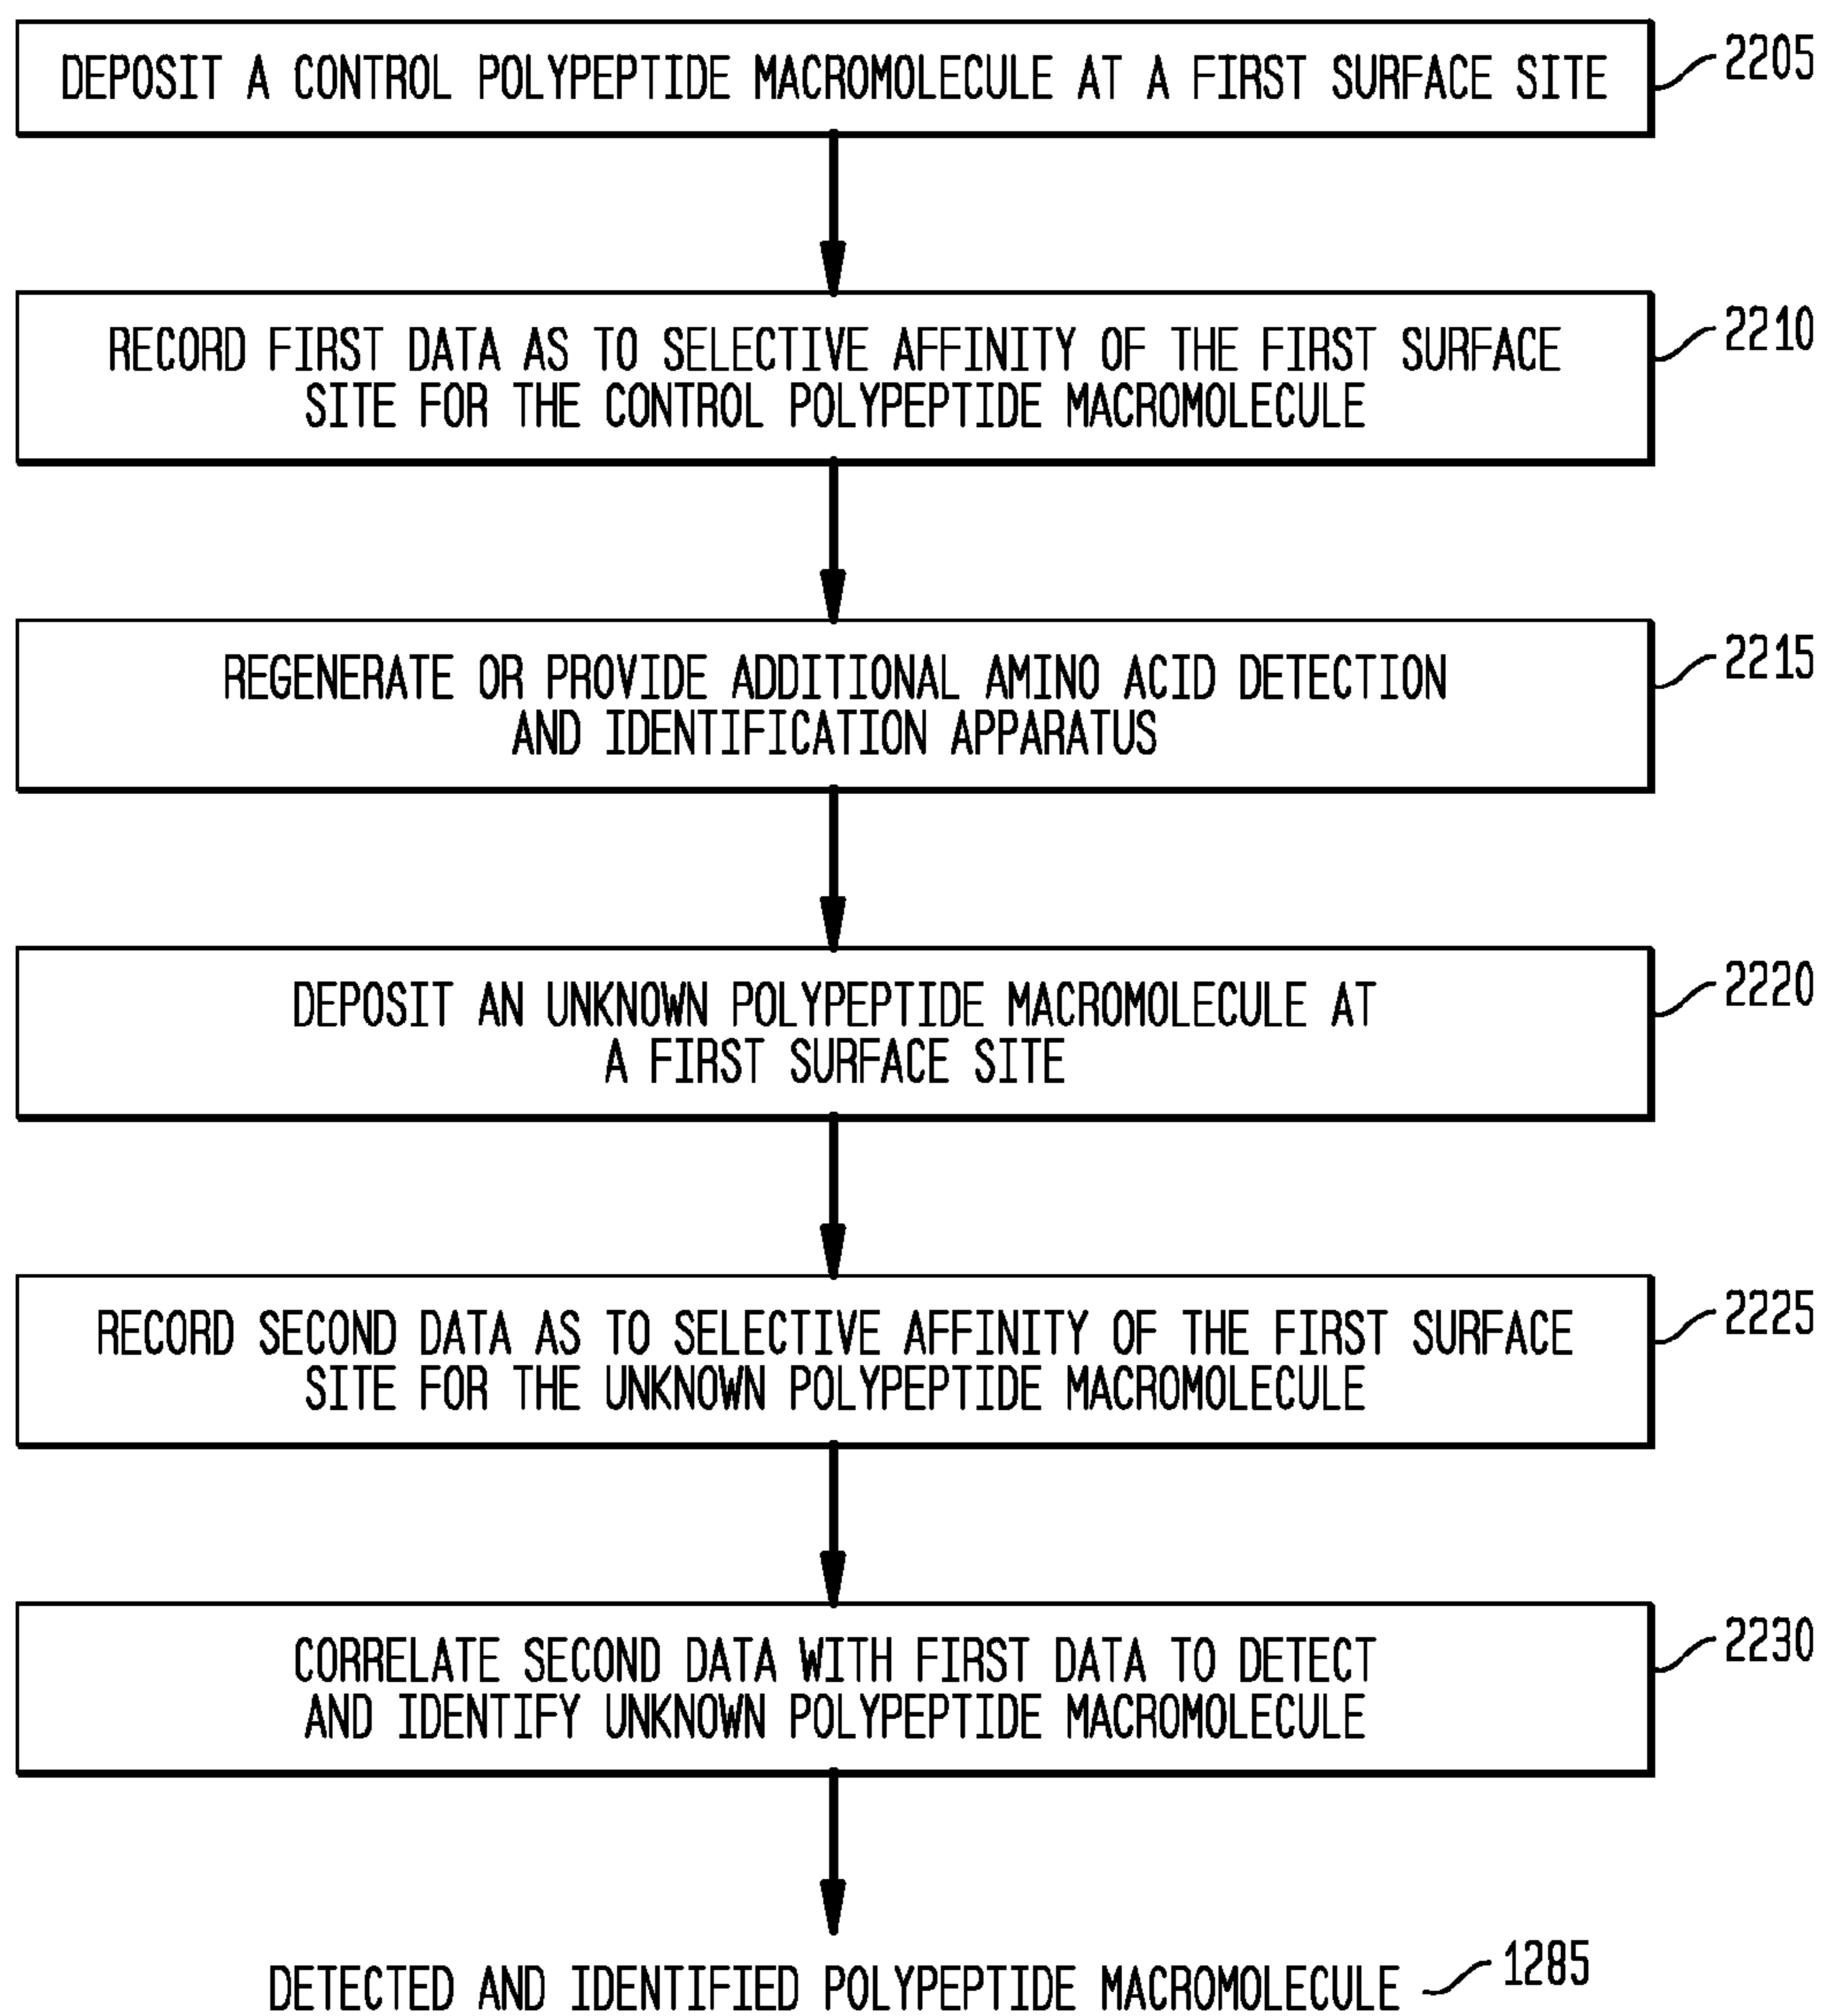 DEPOSIT A CONTROL POLYPEPTIDE MACROMOLECULE AT A FIRST SURFACE SITE
2205
RECORD FIRST DATA AS TO SELECTIVE AFFINITY OF THE FIRST SURFACE
SITE FOR THE CONTROL POLYPEPTIDE MACROMOLECULE
2210
REGENERATE OR PROVIDE ADDITIONAL AMINO ACID DETECTION
AND IDENTIFICATION APPARATUS
2215
DEPOSIT AN UNKNOWN POLYPEPTIDE MACROMOLECULE AT
A FIRST SURFACE SITE
2220
RECORD SECOND DATA AS TO SELECTIVE AFFINITY OF THE FIRST SURFACE
SITE FOR THE UNKNOWN POLYPEPTIDE MACROMOLECULE
2225
CORRELATE SECOND DATA WITH FIRST DATA TO DETECT
AND IDENTIFY UNKNOWN POLYPEPTIDE MACROMOLECULE
2230
DETECTED AND IDENTIFIED POLYPEPTIDE MACROMOLECULE
1285